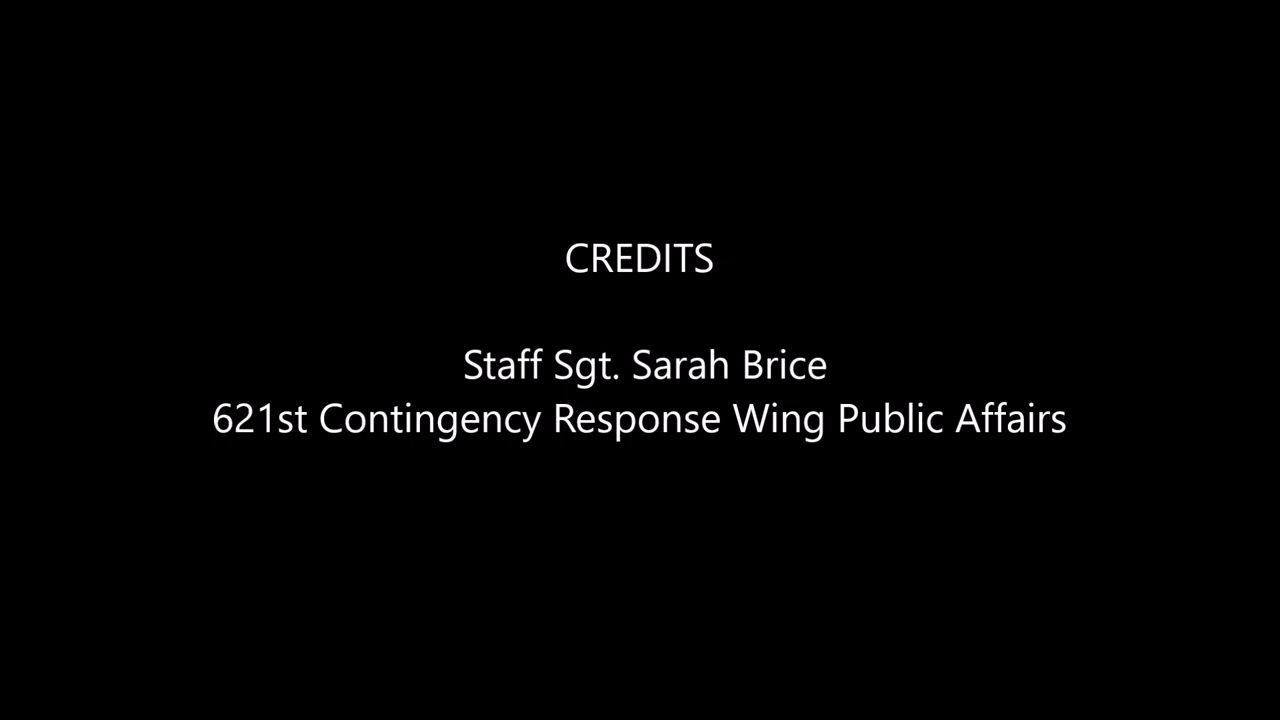 CREDITS
Staff Sgt. Sarah Brice
621st Contingency Response Wing Public Affairs